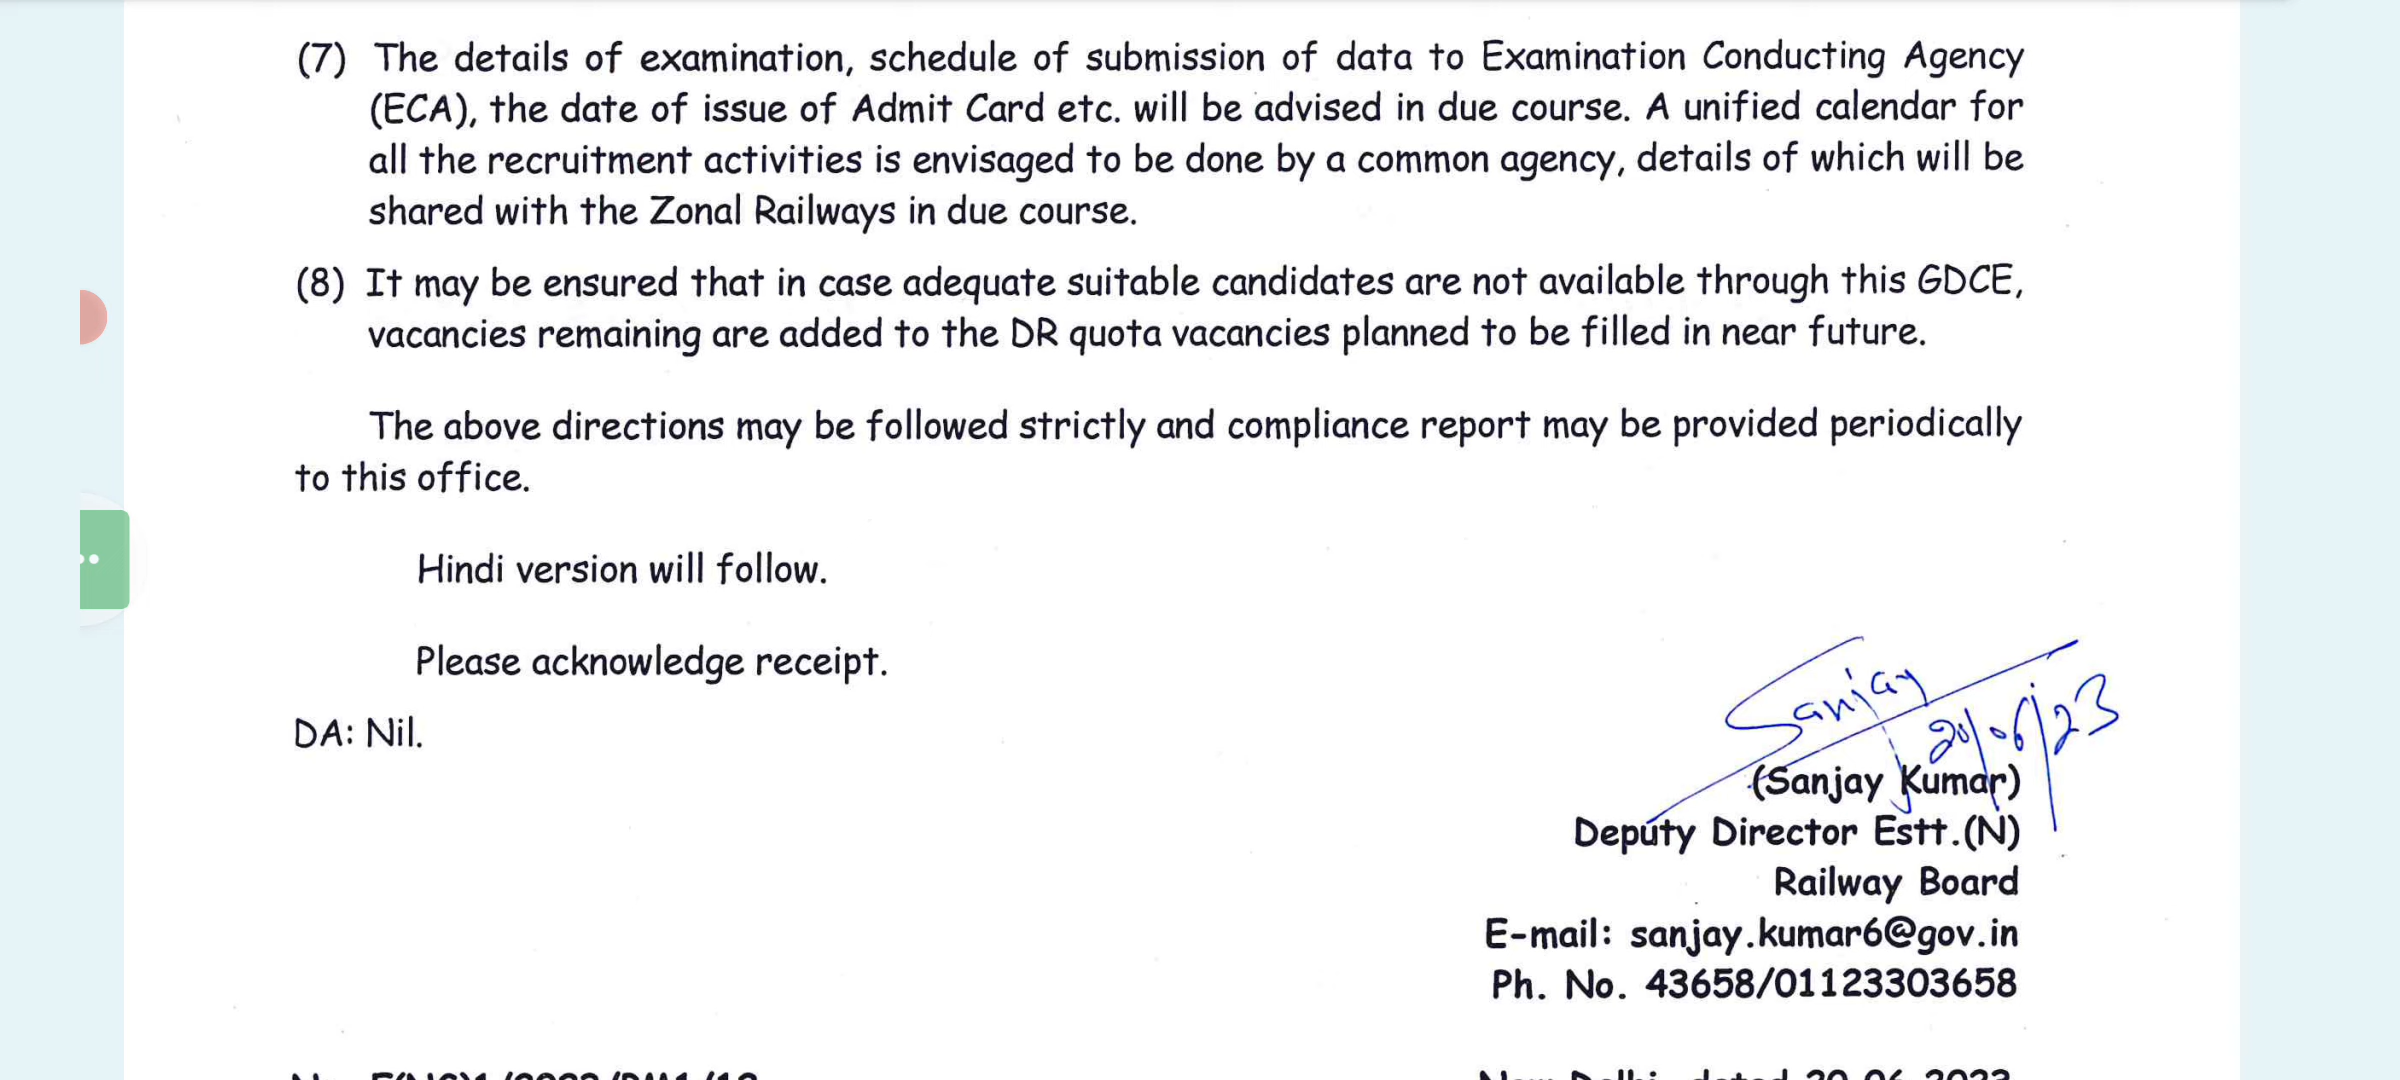 (7) The details of examination, schedule of submission of data to Examination Conducting Agency
(ECA), the date of issue of Admit Card etc. will be advised in due course. A unified calendar for
all the recruitment activities is envisaged to be done by a common agency, details of which will be
shared with the Zonal Railways in due course.
(8) It may be ensured that in case adequate suitable candidates are not available through this GDCE,
vacancies remaining are added to the DR quota vacancies planned to be filled in near future.
The above directions may be followed strictly and compliance report may be provided periodically
to this office.
Hindi version will follow.
Please acknowledge receipt.
DA: Nil.
Sanjay
20/06/23
(Sanjay Kumar)
Deputy Director Estt.(N)
Railway Board
E-mail: sanjay.kumar6@gov.in
Ph. No. 43658/01123303658
New Delhi, dated 20.06.2023